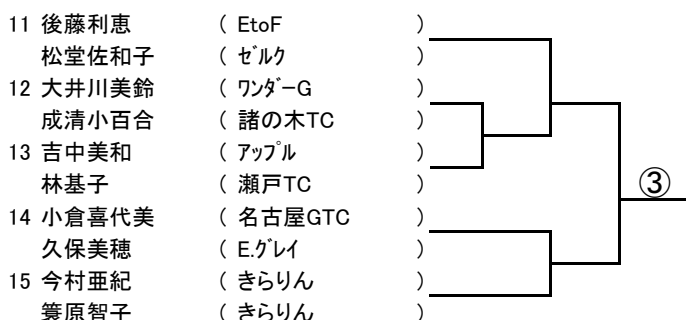 11 後藤利恵 ( EtoF )
松堂佐和子 ( ｾﾞﾙｸ )
12 大井川美鈴 ( ﾜﾝﾀﾞｰG )
成清小百合 ( 諸の木TC )
13 吉中美和 ( ｱｯﾌﾟﾙ )
林基子 ( 瀬戸TC )
③
14 小倉喜代美 ( 名古屋GTC )
久保美穂 ( E.ｸﾞﾚｲ )
15 今村亜紀 ( きらりん )
簑原智子 ( きらりん )